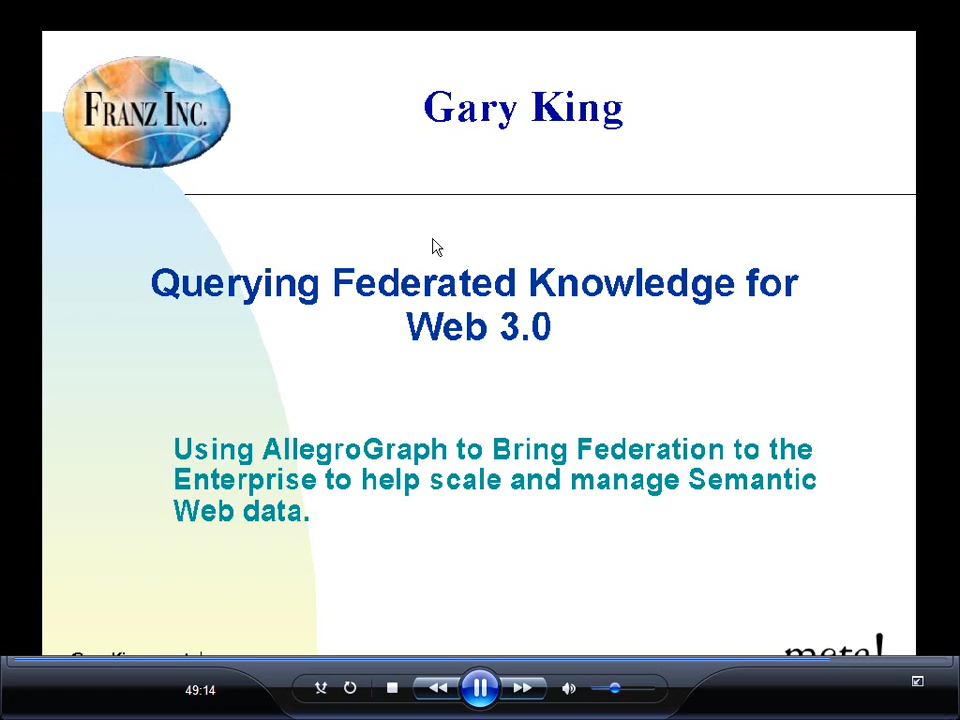 FRANZ INC.
Gary King
Querying Federated Knowledge for
Web 3.0
Using AllegroGraph to Bring Federation to the
Enterprise to help scale and manage Semantic
Web data.
49:14